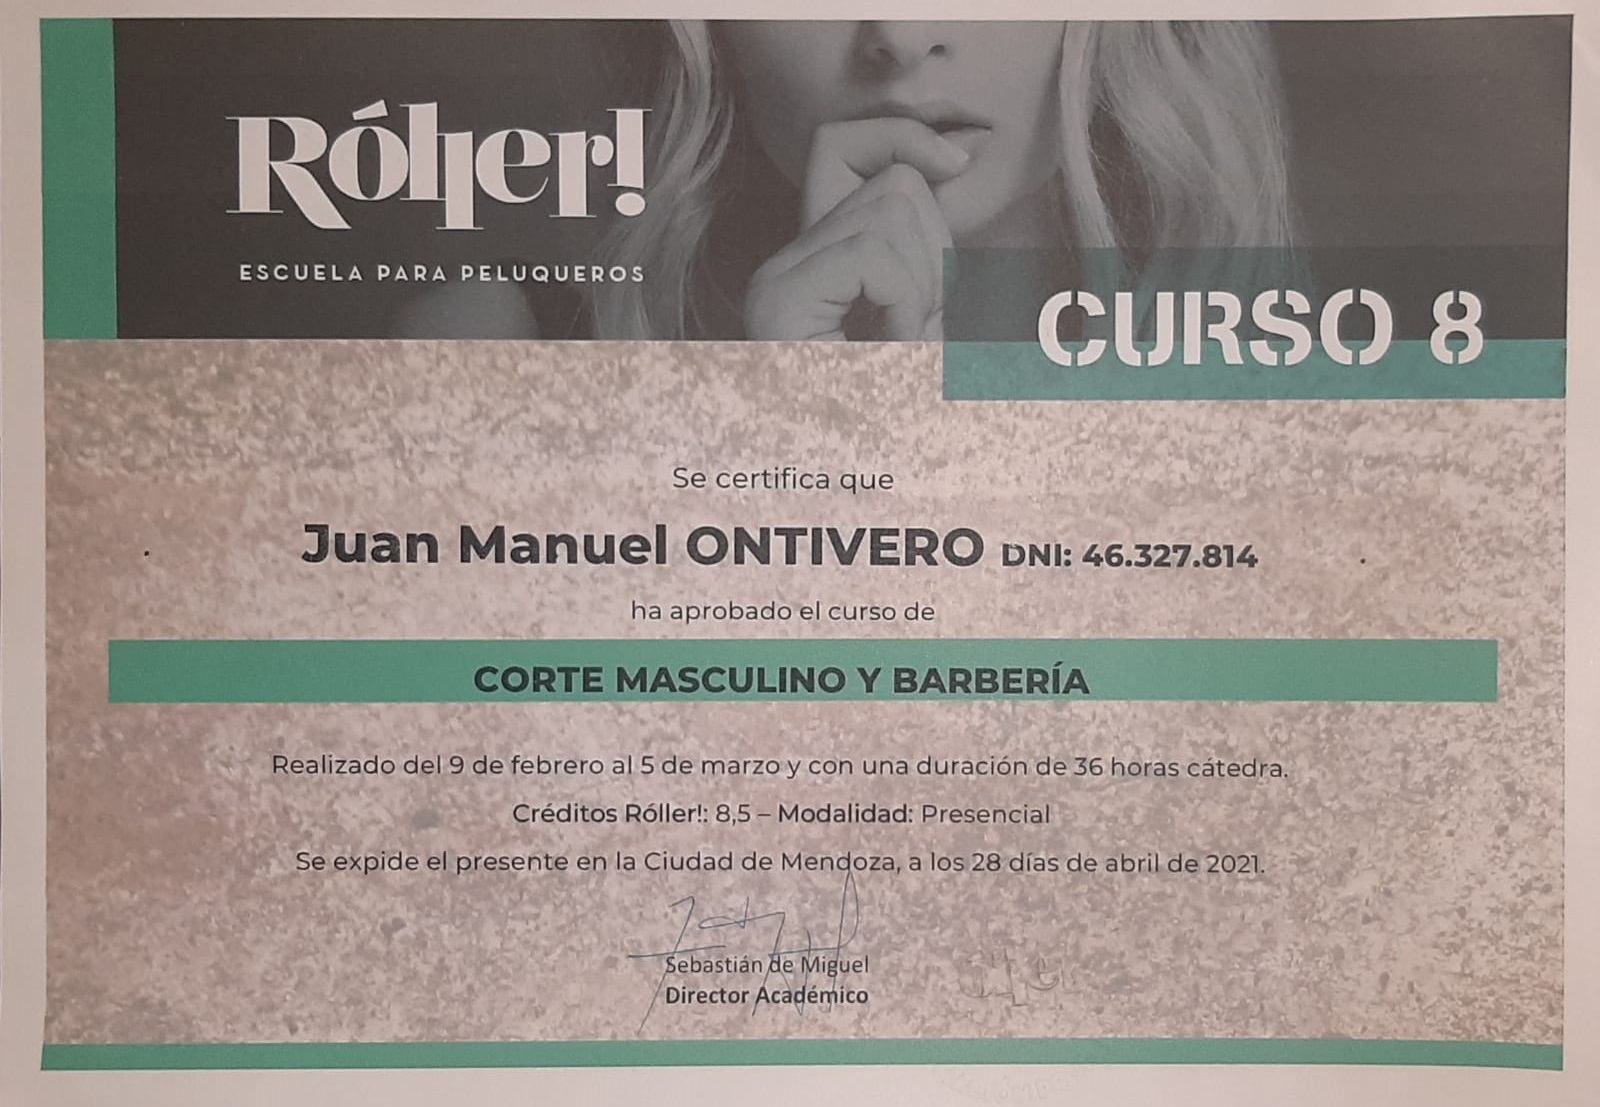 Róller!
ESCUELA PARA PELUQUEROS
CURSO 8
Se certifica que
Juan Manuel ONTIVERO DNI: 46.327.814
ha aprobado el curso de
CORTE MASCULINO Y BARBERÍA
Realizado del 9 de febrero al 5 de marzo y con una duración de 36 horas cátedra.
Créditos Róller!: 8,5 – Modalidad: Presencial
Se expide el presente en la Ciudad de Mendoza, a los 28 días de abril de 2021.
Sebastián de Miguel
Director Académico